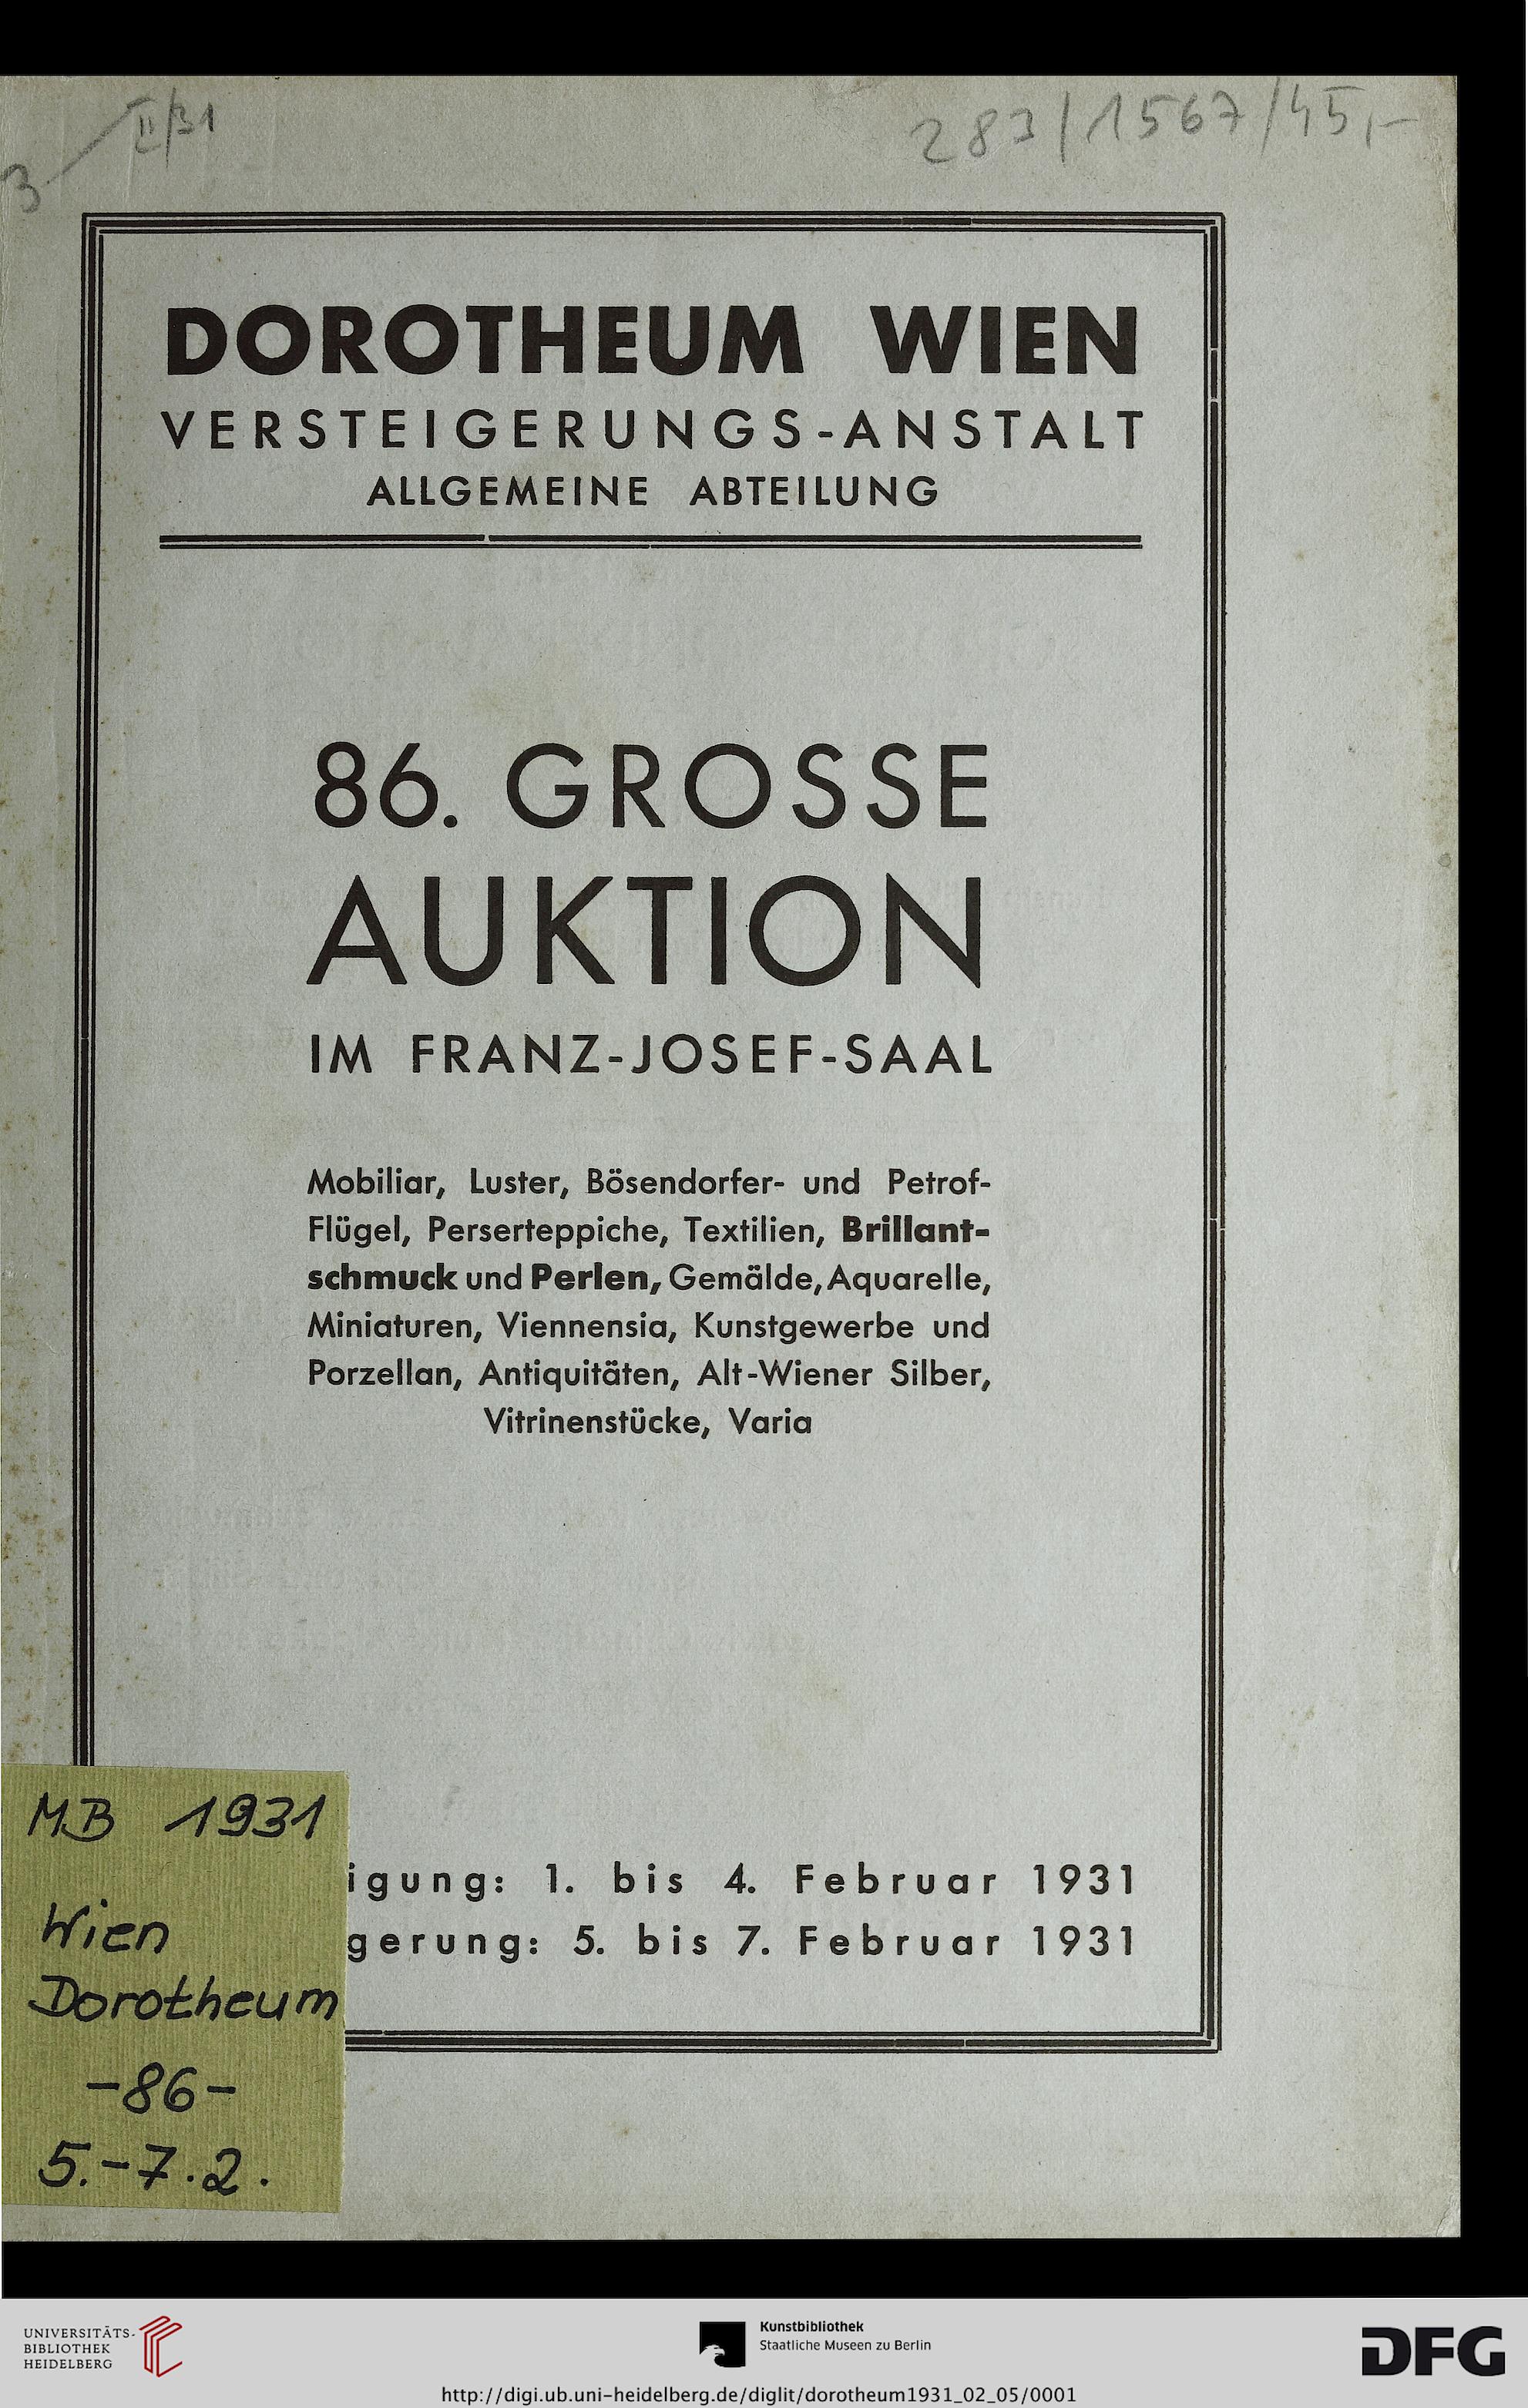 3 II/31
283/1567/45,-
DOROTHEUM WIEN
VERSTEIGERUNGS-ANSTALT
ALLGEMEINE ABTEILUNG
86. GROSSE
AUKTION
IM FRANZ-JOSEF-SAAL
Mobiliar, Luster, Bösendorfer- und Petrof-
Flügel, Perserteppiche, Textilien, Brillant-
schmuck und Perlen, Gemälde, Aquarelle,
Miniaturen, Viennensia, Kunstgewerbe und
Porzellan, Antiquitäten, Alt-Wiener Silber,
Vitrinenstücke, Varia
igung: 1. bis 4. Februar 1931
gerung: 5. bis 7. Februar 1931
MB 1931
Wien
Dorotheum
-86-
5.-7.2.
UNIVERSITÄTS-
BIBLIOTHEK
HEIDELBERG
Kunstbibliothek
Staatliche Museen zu Berlin
DFG
http://digi.ub.uni-heidelberg.de/diglit/dorotheum1931_02_05/0001